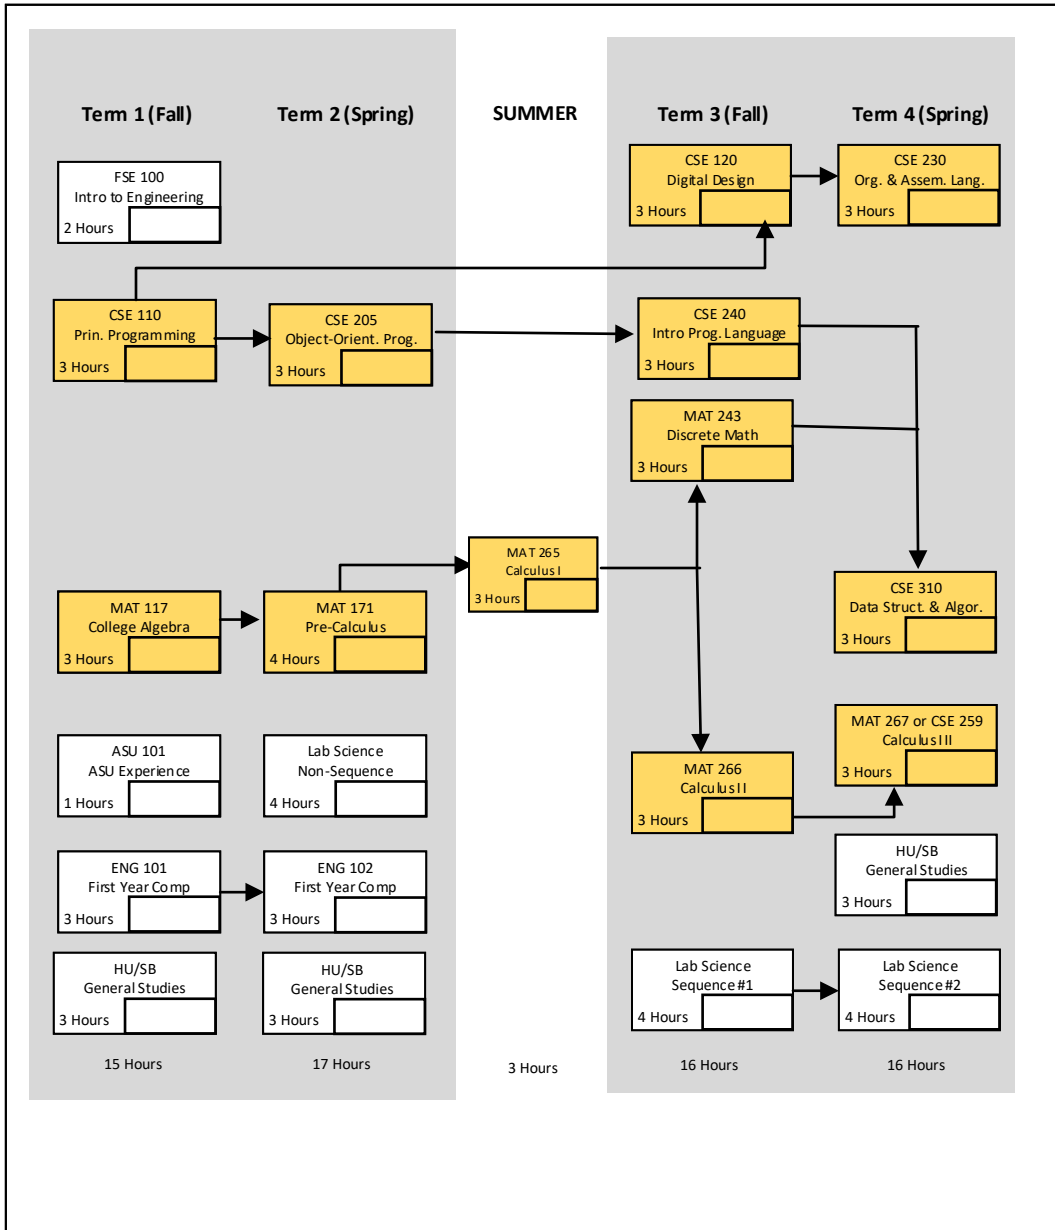 Term 1 (Fall)
Term 2 (Spring)
SUMMER
Term 3 (Fall)
Term 4 (Spring)
FSE 100
Intro to Engineering
2 Hours
CSE 120
Digital Design
3 Hours
CSE 230
Org. & Assem. Lang.
3 Hours
CSE 110
Prin. Programming
3 Hours
CSE 205
Object-Orient. Prog.
3 Hours
CSE 240
Intro Prog. Language
3 Hours
MAT 243
Discrete Math
3 Hours
MAT 265
Calculus I
3 Hours
MAT 117
College Algebra
3 Hours
MAT 171
Pre-Calculus
4 Hours
CSE 310
Data Struct. & Algor.
3 Hours
ASU 101
ASU Experience
1 Hours
Lab Science
Non-Sequence
4 Hours
MAT 266
Calculus II
3 Hours
MAT 267 or CSE 259
Calculus III
3 Hours
ENG 101
First Year Comp
3 Hours
ENG 102
First Year Comp
3 Hours
HU/SB
General Studies
3 Hours
HU/SB
General Studies
3 Hours
HU/SB
General Studies
3 Hours
Lab Science
Sequence #1
4 Hours
Lab Science
Sequence #2
4 Hours
15 Hours
17 Hours
3 Hours
16 Hours
16 Hours